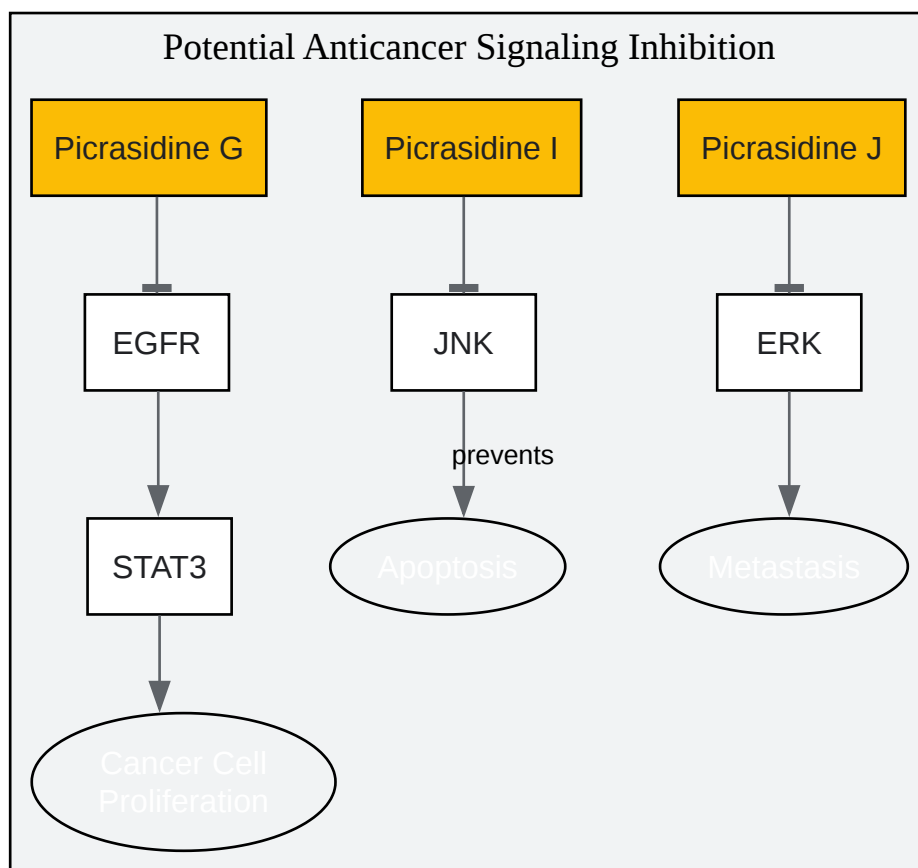 Potential Anticancer Signaling Inhibition
Picrasidine G
Picrasidine I
Picrasidine J
EGFR
JNK
ERK
prevents
STAT3
Apoptosis
Metastasis
Cancer Cell
Proliferation